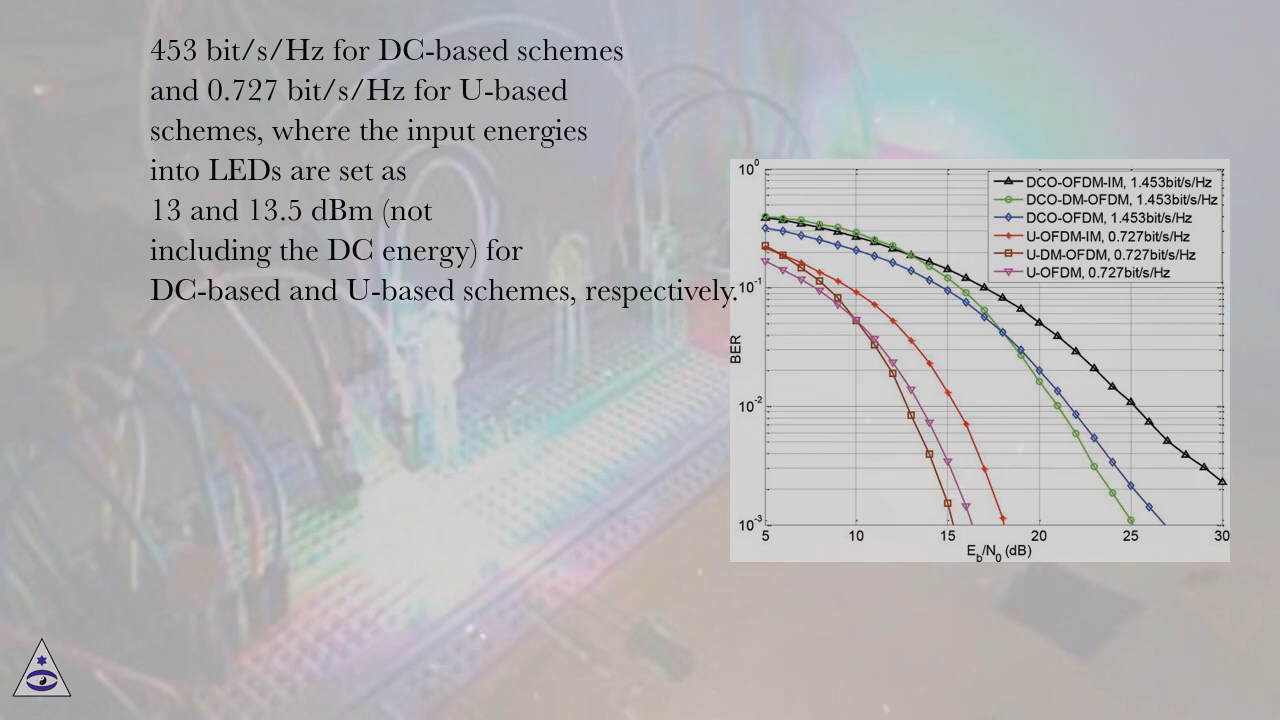 453 bit/s/Hz for DC-based schemes
and 0.727 bit/s/Hz for U-based
schemes, where the input energies
into LEDs are set as
13 and 13.5 dBm (not
including the DC energy) for
DC-based and U-based schemes, respectively.
10^0
DCO-OFDM-IM, 1.453bit/s/Hz
DCO-DM-OFDM, 1.453bit/s/Hz
DCO-OFDM, 1.453bit/s/Hz
U-OFDM-IM, 0.727bit/s/Hz
U-DM-OFDM, 0.727bit/s/Hz
U-OFDM, 0.727bit/s/Hz
10^-1
BER
10^-2
10^-3
5 10 15 20 25 30
E_b/N_0 (dB)